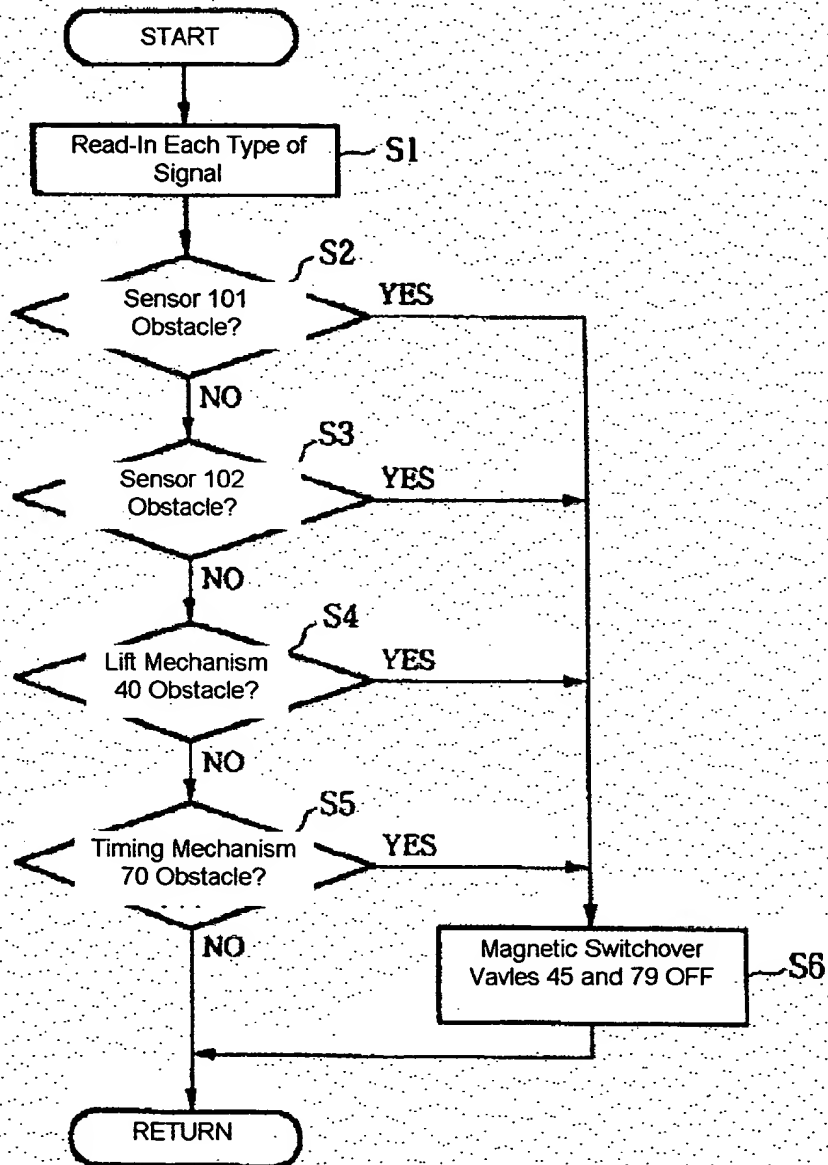 START
Read-In Each Type of
Signal
S1
S2
Sensor 101
Obstacle?
YES
NO
S3
Sensor 102
Obstacle?
YES
NO
S4
Lift Mechanism
40 Obstacle?
YES
NO
S5
Timing Mechanism
70 Obstacle?
YES
NO
Magnetic Switchover
Vavles 45 and 79 OFF
S6
RETURN